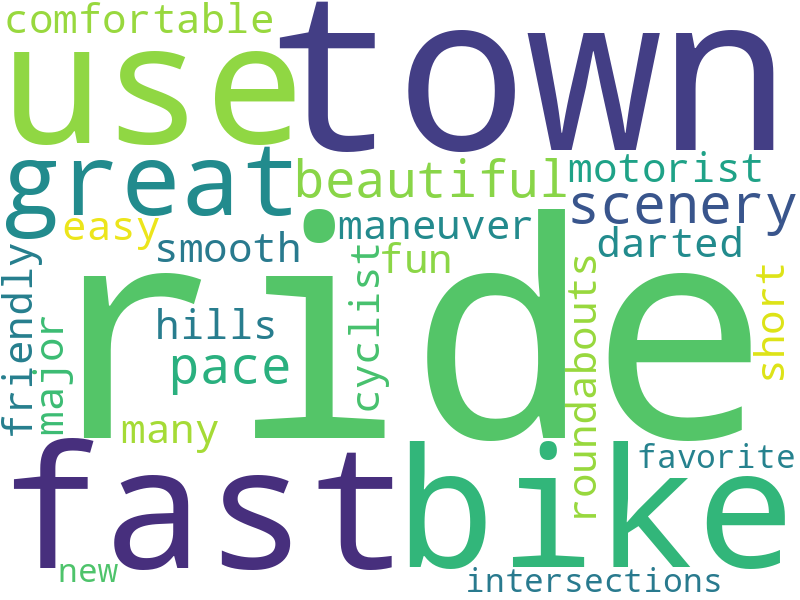 comfortable
use
town
great
beautiful
motorist
scenery
easy
maneuver
smooth
fun
darted
ride
friendly
major
hills
pace
cyclist
roundabouts
short
many
fast
bike
favorite
new
intersections